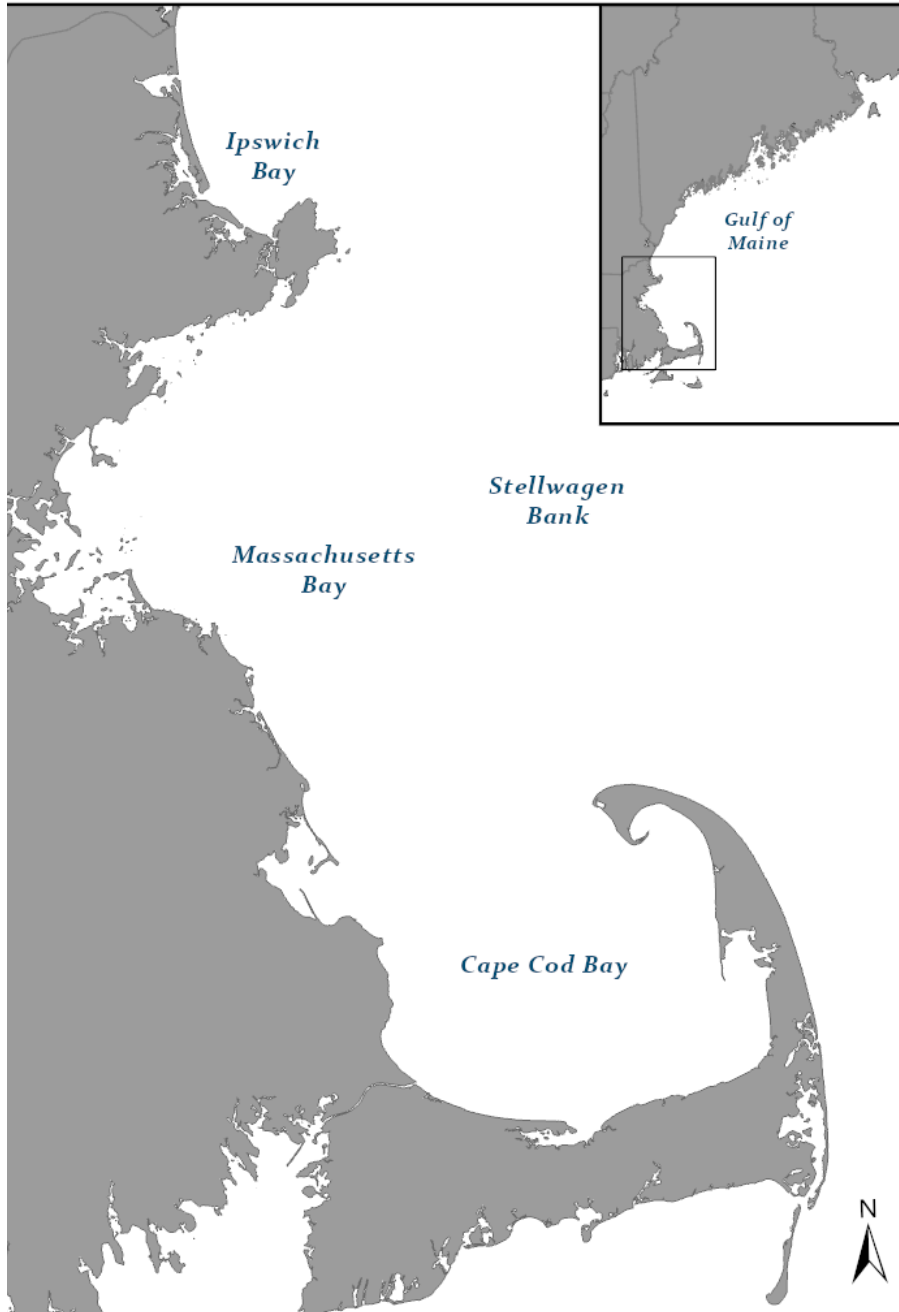 Ipswich
Bay
Gulf of
Maine
Stellwagen
Bank
Massachusetts
Bay
Cape Cod Bay
N